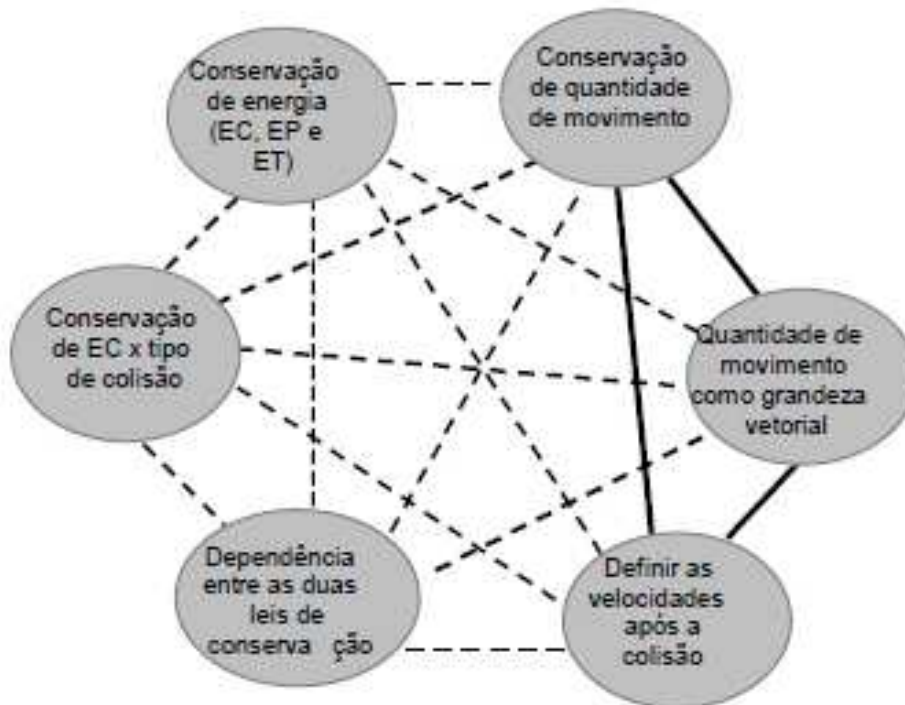 Conservação
de energia
(EC, EP e
ET)
Conservação
de quantidade
de movimento
Conservação
de EC x tipo
de colisão
Quantidade de
movimento
como grandeza
vetorial
Dependência
entre as duas
leis de
conserva ção
Definir as
velocidades
após a
colisão